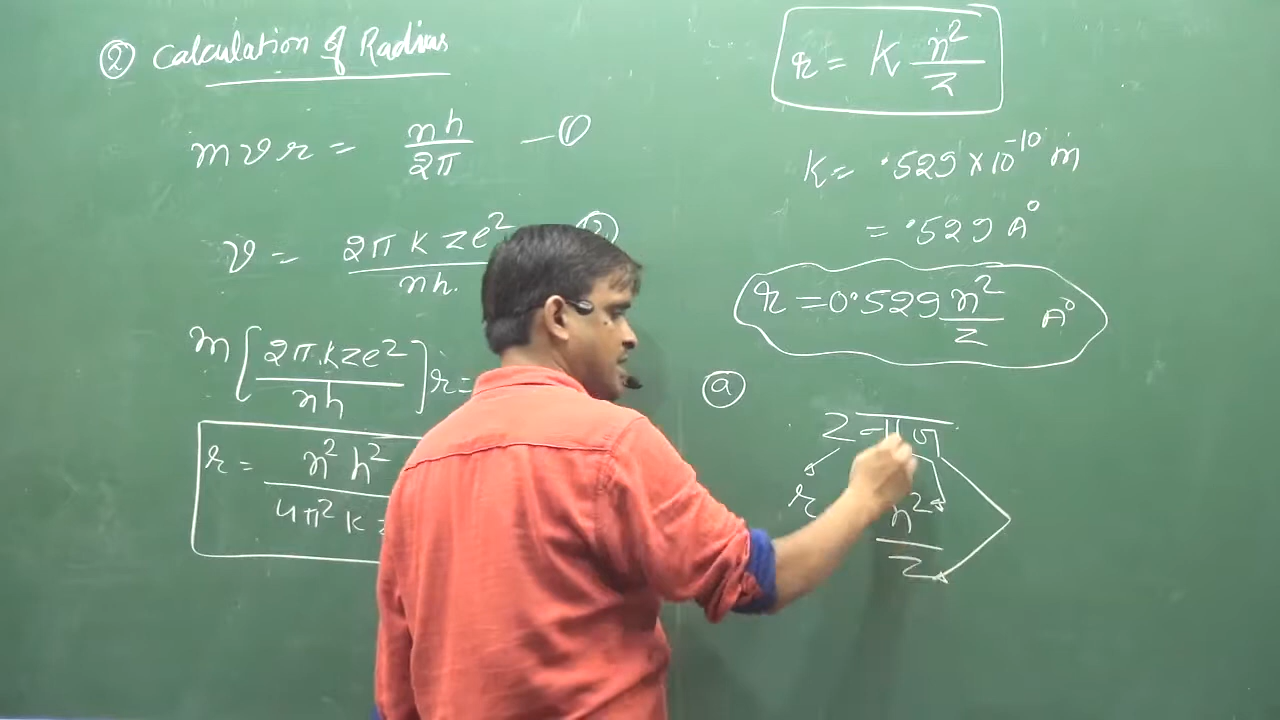 ② Calculation of Radius
mvr = nh/2π —①
v = 2πkze²/nh
m[2πkze²/nh]r =
r = n²h²/4π²k
r = K n²/Z
K = .529×10⁻¹⁰ m
= .529 A°
r = 0.529 n²/Z A°
ⓐ
r
n²/Z